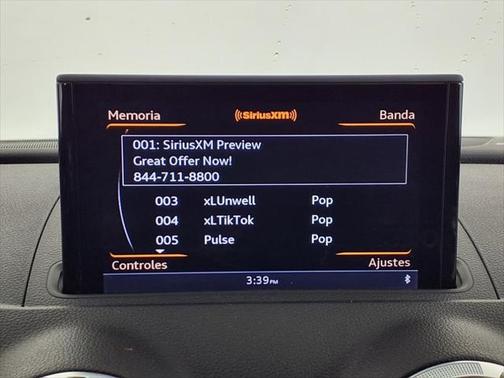 Memoria
((SiriusXM))
Banda
001: SiriusXM Preview
Great Offer Now!
844-711-8800
003 xLUnwell Pop
004 xLTikTok Pop
005 Pulse Pop
Controles
Ajustes
3:39PM